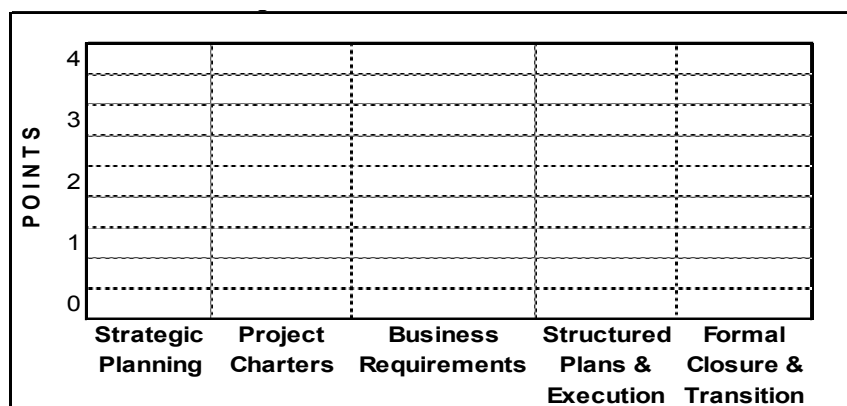 4
3
2
1
0
POINTS
Strategic Planning
Project Charters
Business Requirements
Structured Plans & Execution
Formal Closure & Transition